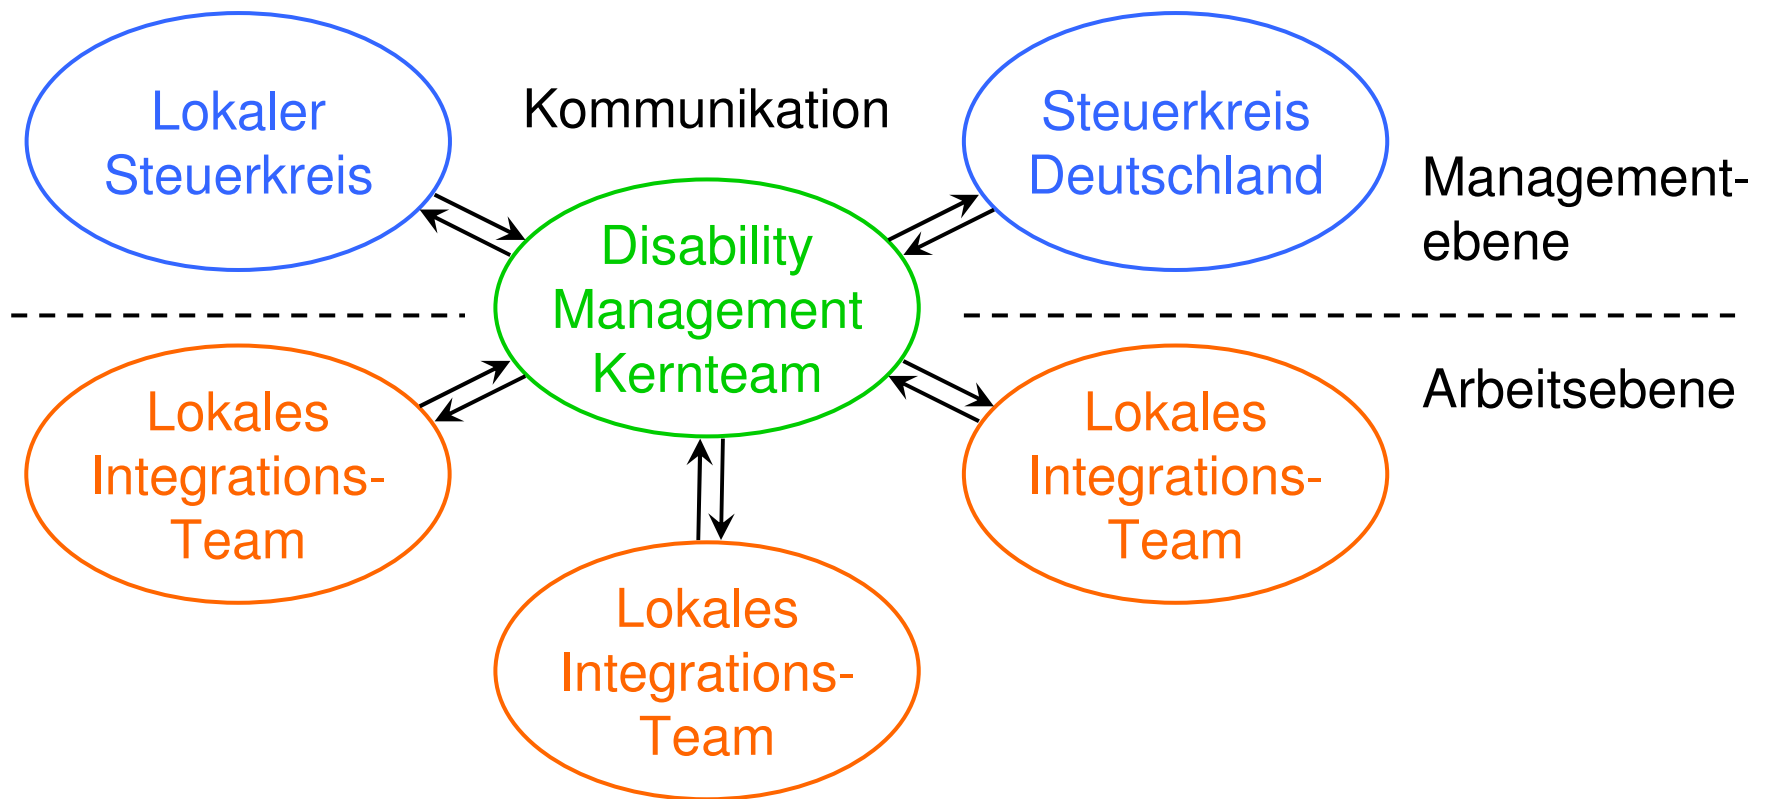 Lokaler
Steuerkreis
Kommunikation
Steuerkreis
Deutschland
Management-
ebene
Disability
Management
Kernteam
Arbeitsebene
Lokales
Integrations-
Team
Lokales
Integrations-
Team
Lokales
Integrations-
Team